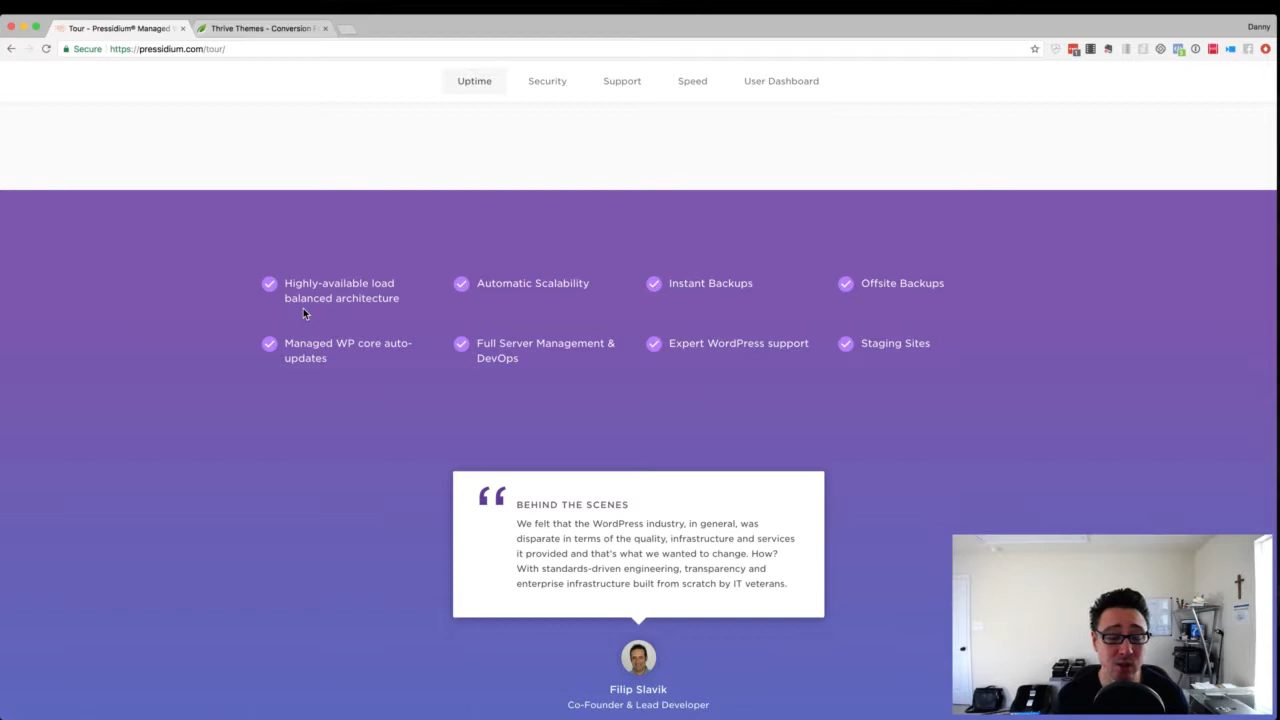 Tour - Pressidium® Managed
Thrive Themes - Conversion
Danny
Secure
https://pressidium.com/tour/
Uptime
Security
Support
Speed
User Dashboard
Highly-available load
balanced architecture
Automatic Scalability
Instant Backups
Offsite Backups
Managed WP core auto-
updates
Full Server Management &
DevOps
Expert WordPress support
Staging Sites
BEHIND THE SCENES
We felt that the WordPress industry, in general, was
disparate in terms of the quality, infrastructure and services
it provided and that's what we wanted to change. How?
With standards-driven engineering, transparency and
enterprise infrastructure built from scratch by IT veterans.
Filip Slavik
Co-Founder & Lead Developer